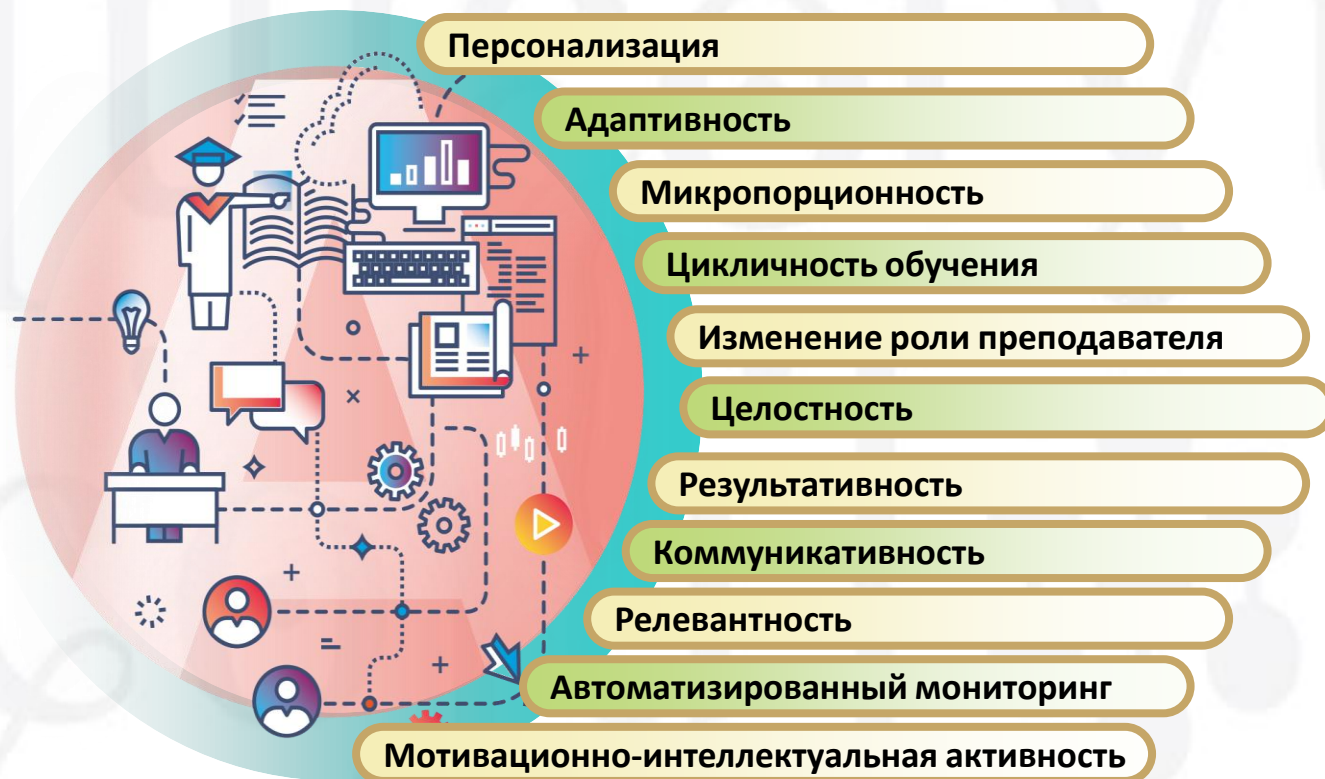 Персонализация
Адаптивность
Микропорционность
Цикличность обучения
Изменение роли преподавателя
Целостность
Результативность
Коммуникативность
Релевантность
Автоматизированный мониторинг
Мотивационно-интеллектуальная активность